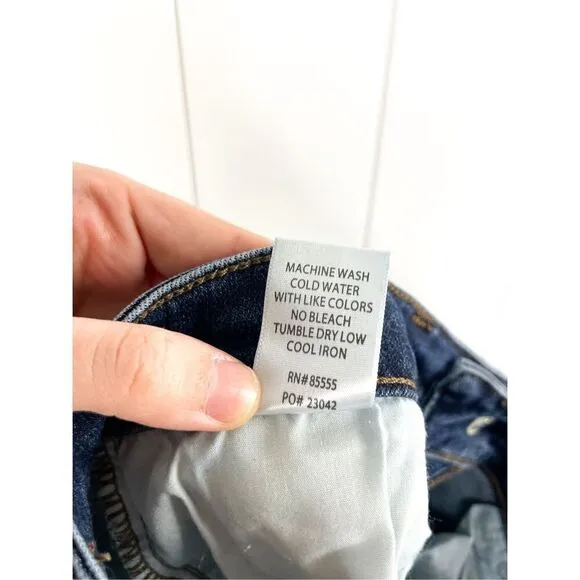 MACHINE WASH
COLD WATER
WITH LIKE COLORS
NO BLEACH
TUMBLE DRY LOW
COOL IRON
RN#85555
PO# 23042